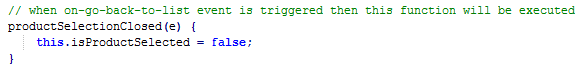 // when on-go-back-to-list event is triggered then this function will be executed
productSelectionClosed(e) {
    this.isProductSelected = false;
}